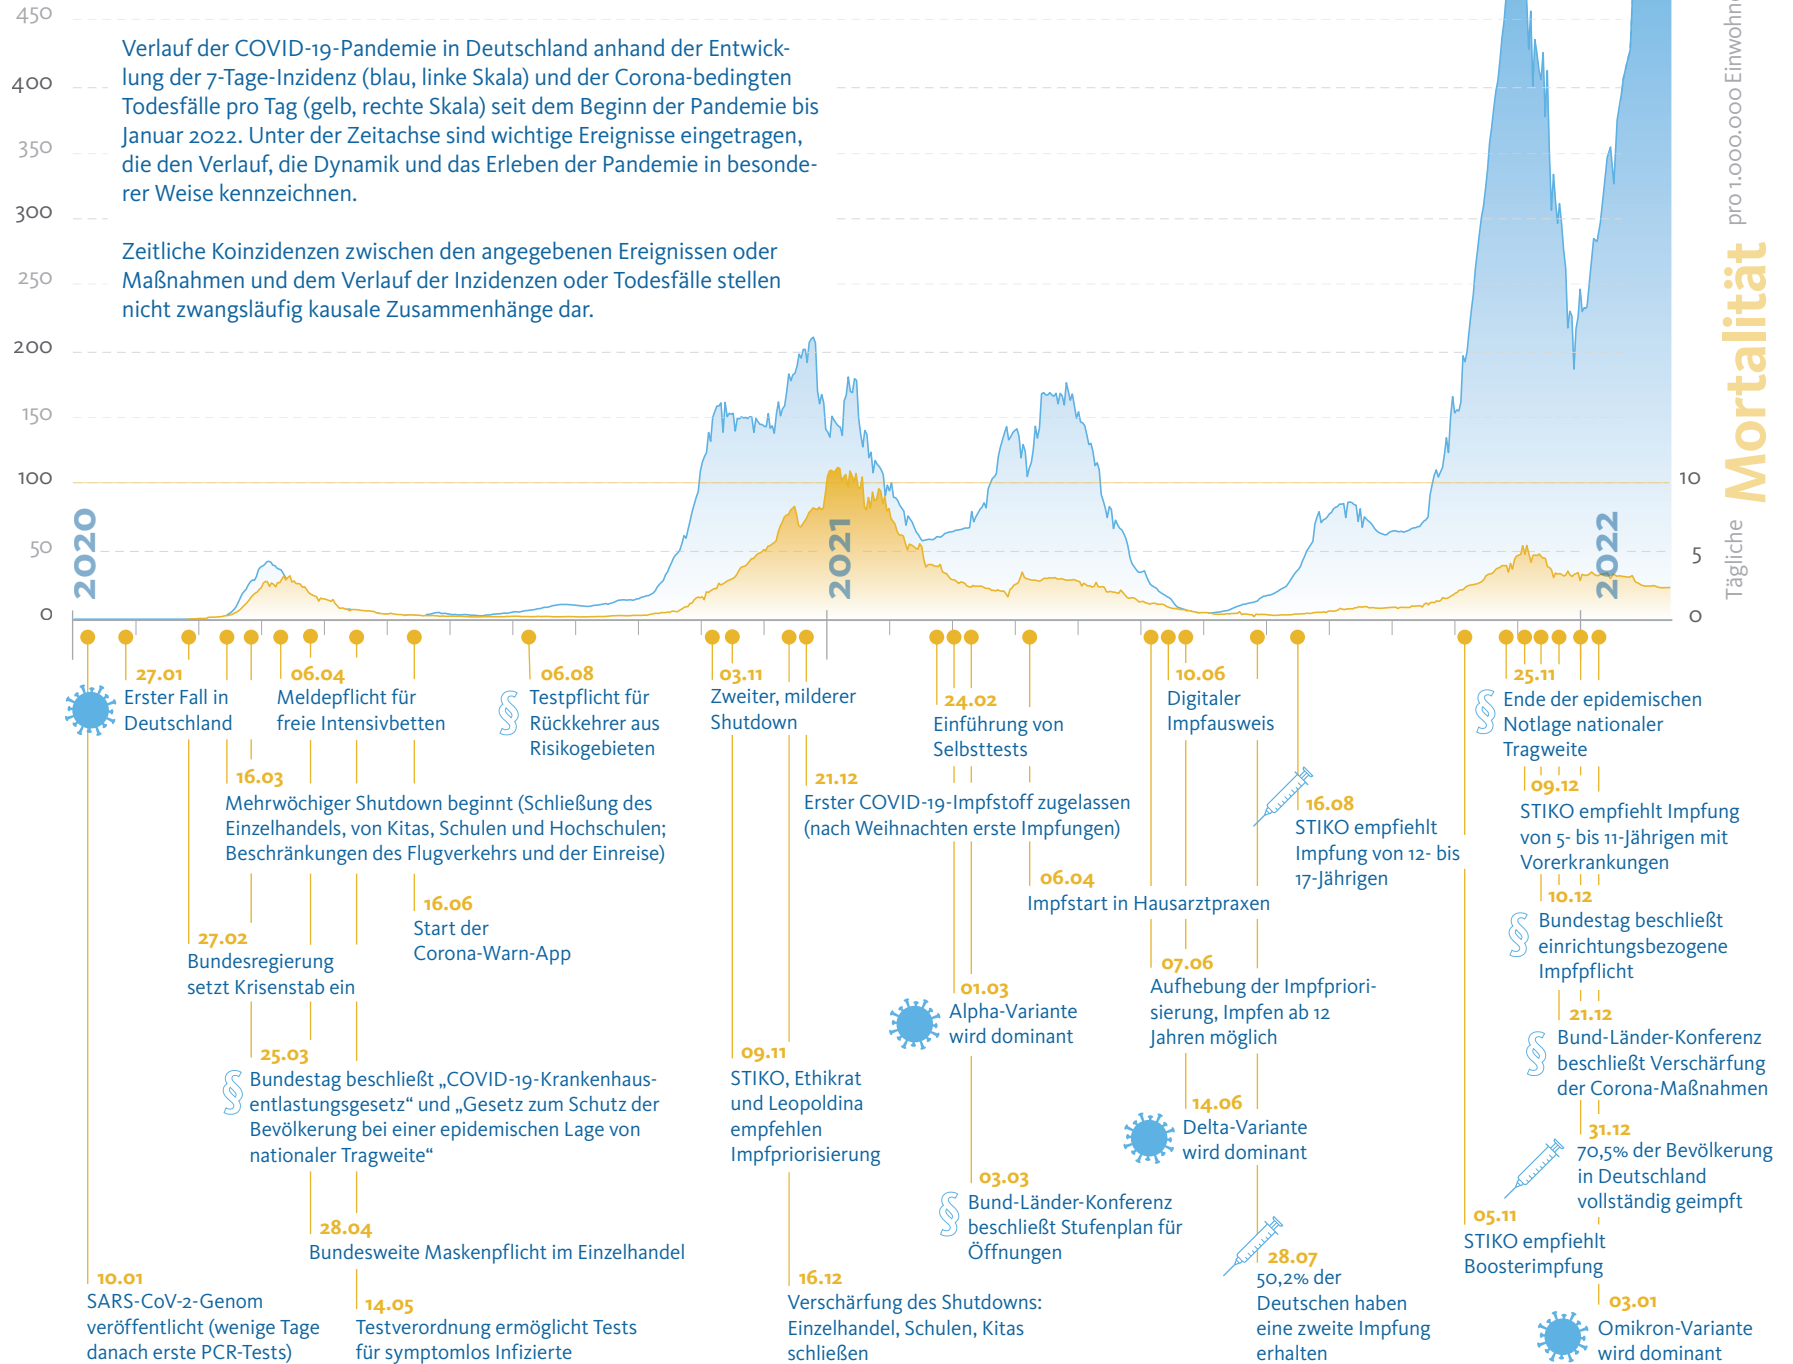 450
400
350
300
250
200
150
100
50
0
Verlauf der COVID-19-Pandemie in Deutschland anhand der Entwick-
lung der 7-Tage-Inzidenz (blau, linke Skala) und der Corona-bedingten
Todesfälle pro Tag (gelb, rechte Skala) seit dem Beginn der Pandemie bis
Januar 2022. Unter der Zeitachse sind wichtige Ereignisse eingetragen,
die den Verlauf, die Dynamik und das Erleben der Pandemie in besonde-
rer Weise kennzeichnen.
Zeitliche Koinzidenzen zwischen den angegebenen Ereignissen oder
Maßnahmen und dem Verlauf der Inzidenzen oder Todesfälle stellen
nicht zwangsläufig kausale Zusammenhänge dar.
2020
2021
2022
10
5
0
Tägliche Mortalität pro 1.000.000 Einwohne
27.01
Erster Fall in
Deutschland
06.04
Meldepflicht für
freie Intensivbetten
§
06.08
Testpflicht für
Rückkehrer aus
Risikogebieten
03.11
Zweiter, milderer
Shutdown
24.02
Einführung von
Selbsttests
10.06
Digitaler
Impfausweis
§
25.11
Ende der epidemischen
Notlage nationaler
Tragweite
16.03
Mehrwöchiger Shutdown beginnt (Schließung des
Einzelhandels, von Kitas, Schulen und Hochschulen;
Beschränkungen des Flugverkehrs und der Einreise)
21.12
Erster COVID-19-Impfstoff zugelassen
(nach Weihnachten erste Impfungen)
16.08
STIKO empfiehlt
Impfung von 12- bis
17-Jährigen
09.12
STIKO empfiehlt Impfung
von 5- bis 11-Jährigen mit
Vorerkrankungen
27.02
Bundesregierung
setzt Krisenstab ein
16.06
Start der
Corona-Warn-App
06.04
Impfstart in Hausarztpraxen
§
10.12
Bundestag beschließt
einrichtungsbezogene
Impfpflicht
01.03
Alpha-Variante
wird dominant
07.06
Aufhebung der Impfpriori-
sierung, Impfen ab 12
Jahren möglich
§
21.12
Bund-Länder-Konferenz
beschließt Verschärfung
der Corona-Maßnahmen
§
25.03
Bundestag beschließt „COVID-19-Krankenhaus-
entlastungsgesetz“ und „Gesetz zum Schutz der
Bevölkerung bei einer epidemischen Lage von
nationaler Tragweite“
09.11
STIKO, Ethikrat
und Leopoldina
empfehlen
Impfpriorisierung
14.06
Delta-Variante
wird dominant
31.12
70,5% der Bevölkerung
in Deutschland
vollständig geimpft
§
03.03
Bund-Länder-Konferenz
beschließt Stufenplan für
Öffnungen
28.04
Bundesweite Maskenpflicht im Einzelhandel
05.11
STIKO empfiehlt
Boosterimpfung
10.01
SARS-CoV-2-Genom
veröffentlicht (wenige Tage
danach erste PCR-Tests)
14.05
Testverordnung ermöglicht Tests
für symptomlos Infizierte
16.12
Verschärfung des Shutdowns:
Einzelhandel, Schulen, Kitas
schließen
28.07
50,2% der
Deutschen haben
eine zweite Impfung
erhalten
03.01
Omikron-Variante
wird dominant